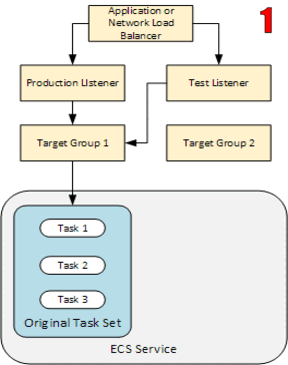 Application or
Network Load
Balancer
1
Production Listener
Test Listener
Target Group 1
Target Group 2
Task 1
Task 2
Task 3
Original Task Set
ECS Service